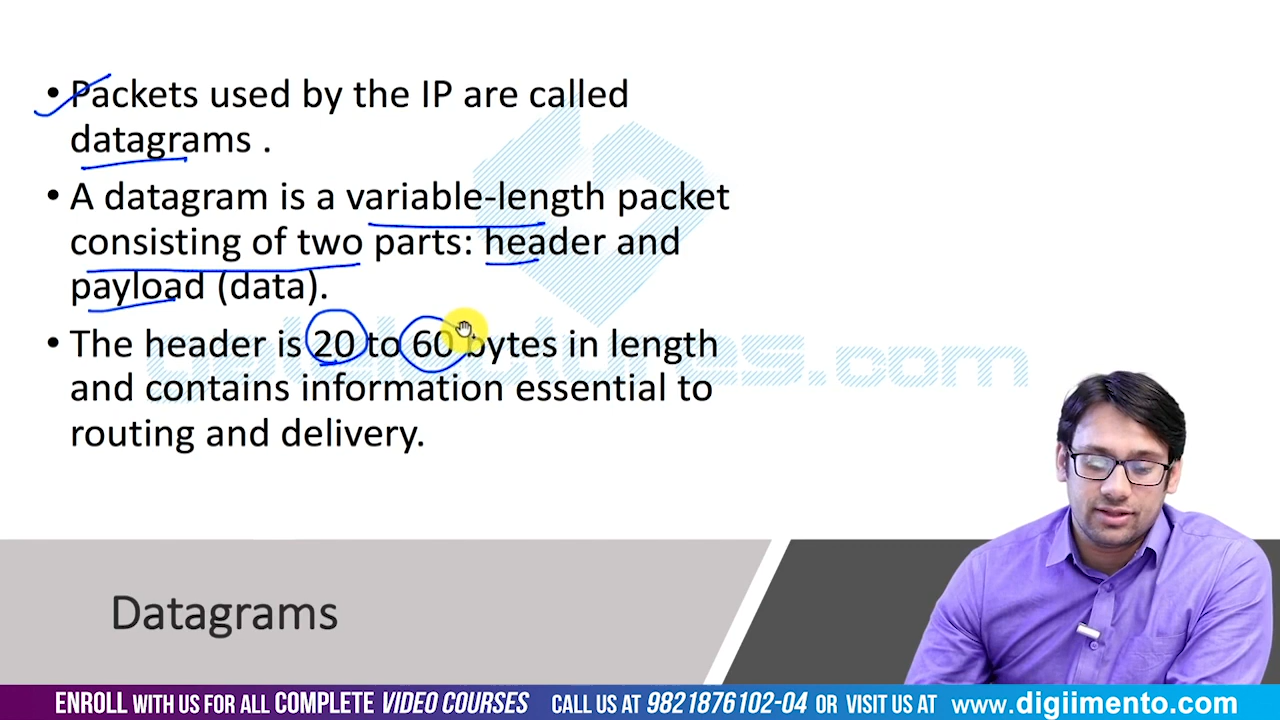 • Packets used by the IP are called
datagrams .
• A datagram is a variable-length packet
consisting of two parts: header and
payload (data).
• The header is 20 to 60 bytes in length
and contains information essential to
routing and delivery.
Datagrams
ENROLL WITH US FOR ALL COMPLETE VIDEO COURSES CALL US AT 9821876102-04 OR VISIT US AT www.digiimento.com